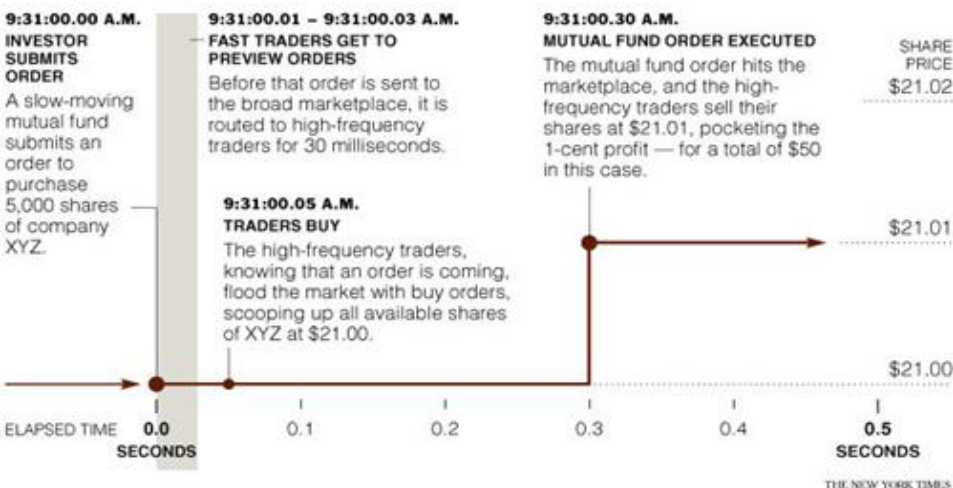 9:31:00.00 A.M.
INVESTOR
SUBMITS
ORDER
A slow-moving
mutual fund
submits an
order to
purchase
5,000 shares
of company
XYZ.
9:31:00.01 – 9:31:00.03 A.M.
FAST TRADERS GET TO
PREVIEW ORDERS
Before that order is sent to
the broad marketplace, it is
routed to high-frequency
traders for 30 milliseconds.
9:31:00.05 A.M.
TRADERS BUY
The high-frequency traders,
knowing that an order is coming,
flood the market with buy orders,
scooping up all available shares
of XYZ at $21.00.
9:31:00.30 A.M.
MUTUAL FUND ORDER EXECUTED
The mutual fund order hits the
marketplace, and the high-
frequency traders sell their
shares at $21.01, pocketing the
1-cent profit — for a total of $50
in this case.
SHARE
PRICE
$21.02
$21.01
$21.00
ELAPSED TIME 0.0 0.1 0.2 0.3 0.4 0.5
SECONDS SECONDS
THE NEW YORK TIMES